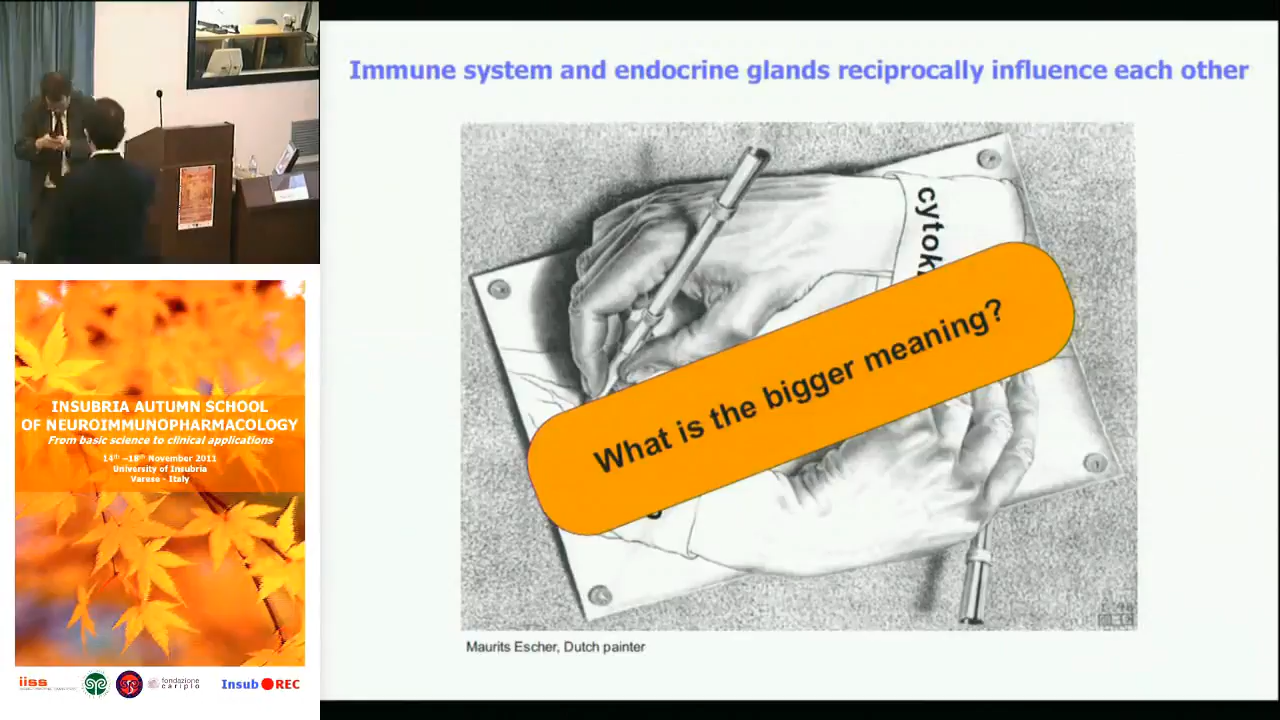 Immune system and endocrine glands reciprocally influence each other
cytok
What is the bigger meaning?
Maurits Escher, Dutch painter
INSUBRIA AUTUMN SCHOOL
OF NEUROIMMUNOPHARMACOLOGY
From basic science to clinical applications
14th –18th November 2011
University of Insubria
Varese - Italy
iiss
fondazione
cariplo
Insub REC